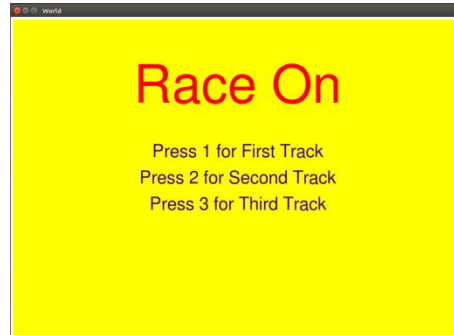 World
Race On
Press 1 for First Track
Press 2 for Second Track
Press 3 for Third Track